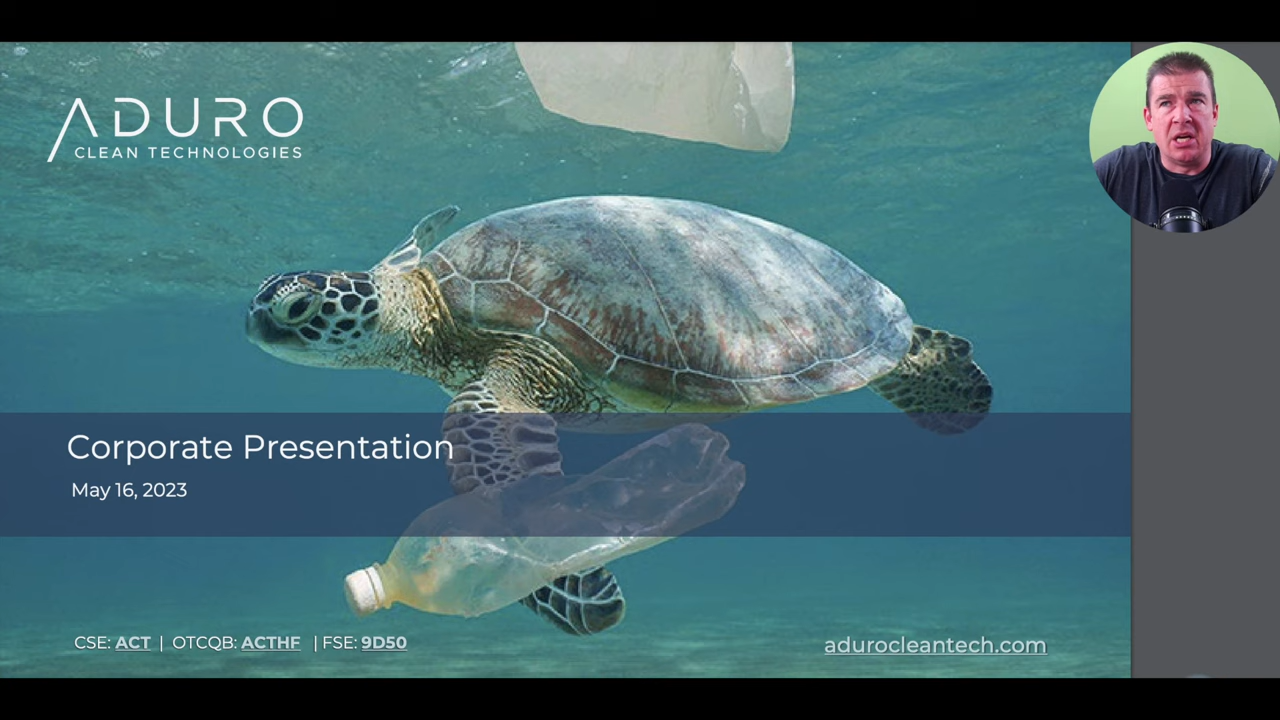 ADURO
CLEAN TECHNOLOGIES
Corporate Presentation
May 16, 2023
CSE: ACT | OTCQB: ACTHF | FSE: 9D50
adurocleantech.com